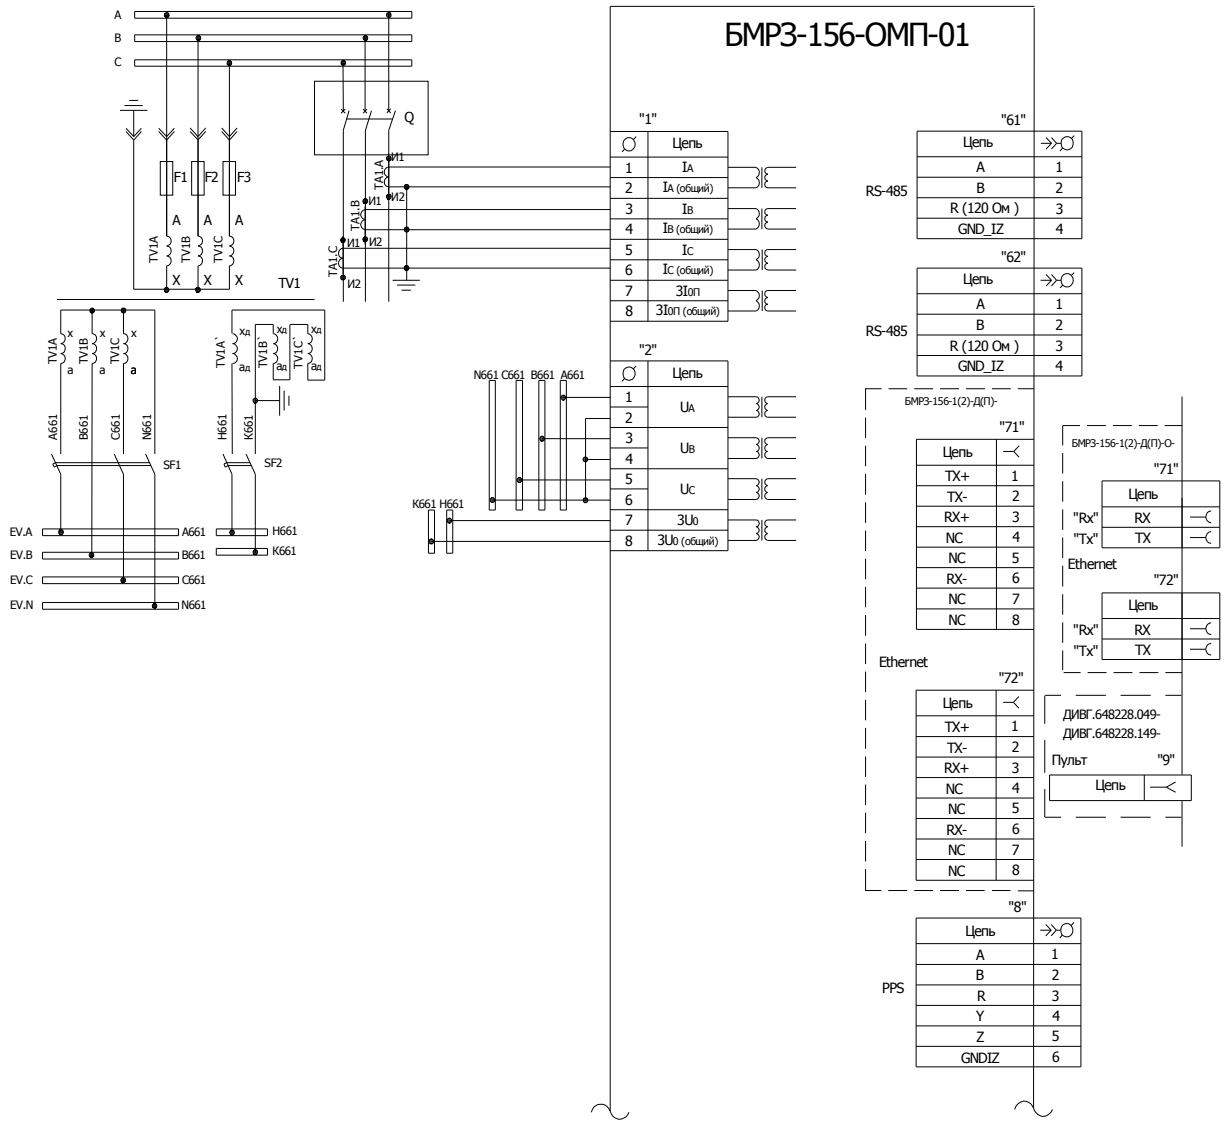 БМРЗ-156-ОМП-01
A
B
C
Q
F1
F2
F3
A
A
A
TV1A
TV1B
TV1C
X
X
X
TV1
TA1.A
И1
И2
TA1.B
И1
И2
TA1.C
И1
И2
"1"
Цепь
1 IA
2 IA (общий)
3 IB
4 IB (общий)
5 IC
6 IC (общий)
7 3I0П
8 3I0П (общий)
"2"
Цепь
1
UA
2
3
UB
4
5
UC
6
7 3U0
8 3U0 (общий)
N661 C661 B661 A661
K661 H661
TV1A
TV1B
TV1C
x
x
x
a
a
a
A661
B661
C661
N661
SF1
TV1A`
TV1B`
TV1C`
хд
хд
хд
ад
ад
ад
H661
K661
SF2
EV.A A661
EV.B B661
EV.C C661
EV.N N661
H661
K661
"61"
RS-485
Цепь
A 1
B 2
R (120 Ом ) 3
GND_IZ 4
"62"
RS-485
Цепь
A 1
B 2
R (120 Ом ) 3
GND_IZ 4
БМРЗ-156-1(2)-Д(П)-
"71"
Цепь
TX+ 1
TX- 2
RX+ 3
NC 4
NC 5
RX- 6
NC 7
NC 8
Ethernet
"72"
Цепь
TX+ 1
TX- 2
RX+ 3
NC 4
NC 5
RX- 6
NC 7
NC 8
БМРЗ-156-1(2)-Д(П)-О-
"71"
Цепь
"Rx" RX
"Tx" TX
Ethernet
"72"
Цепь
"Rx" RX
"Tx" TX
ДИВГ.648228.049-
ДИВГ.648228.149-
Пульт "9"
Цепь
"8"
PPS
Цепь
A 1
B 2
R 3
Y 4
Z 5
GNDIZ 6